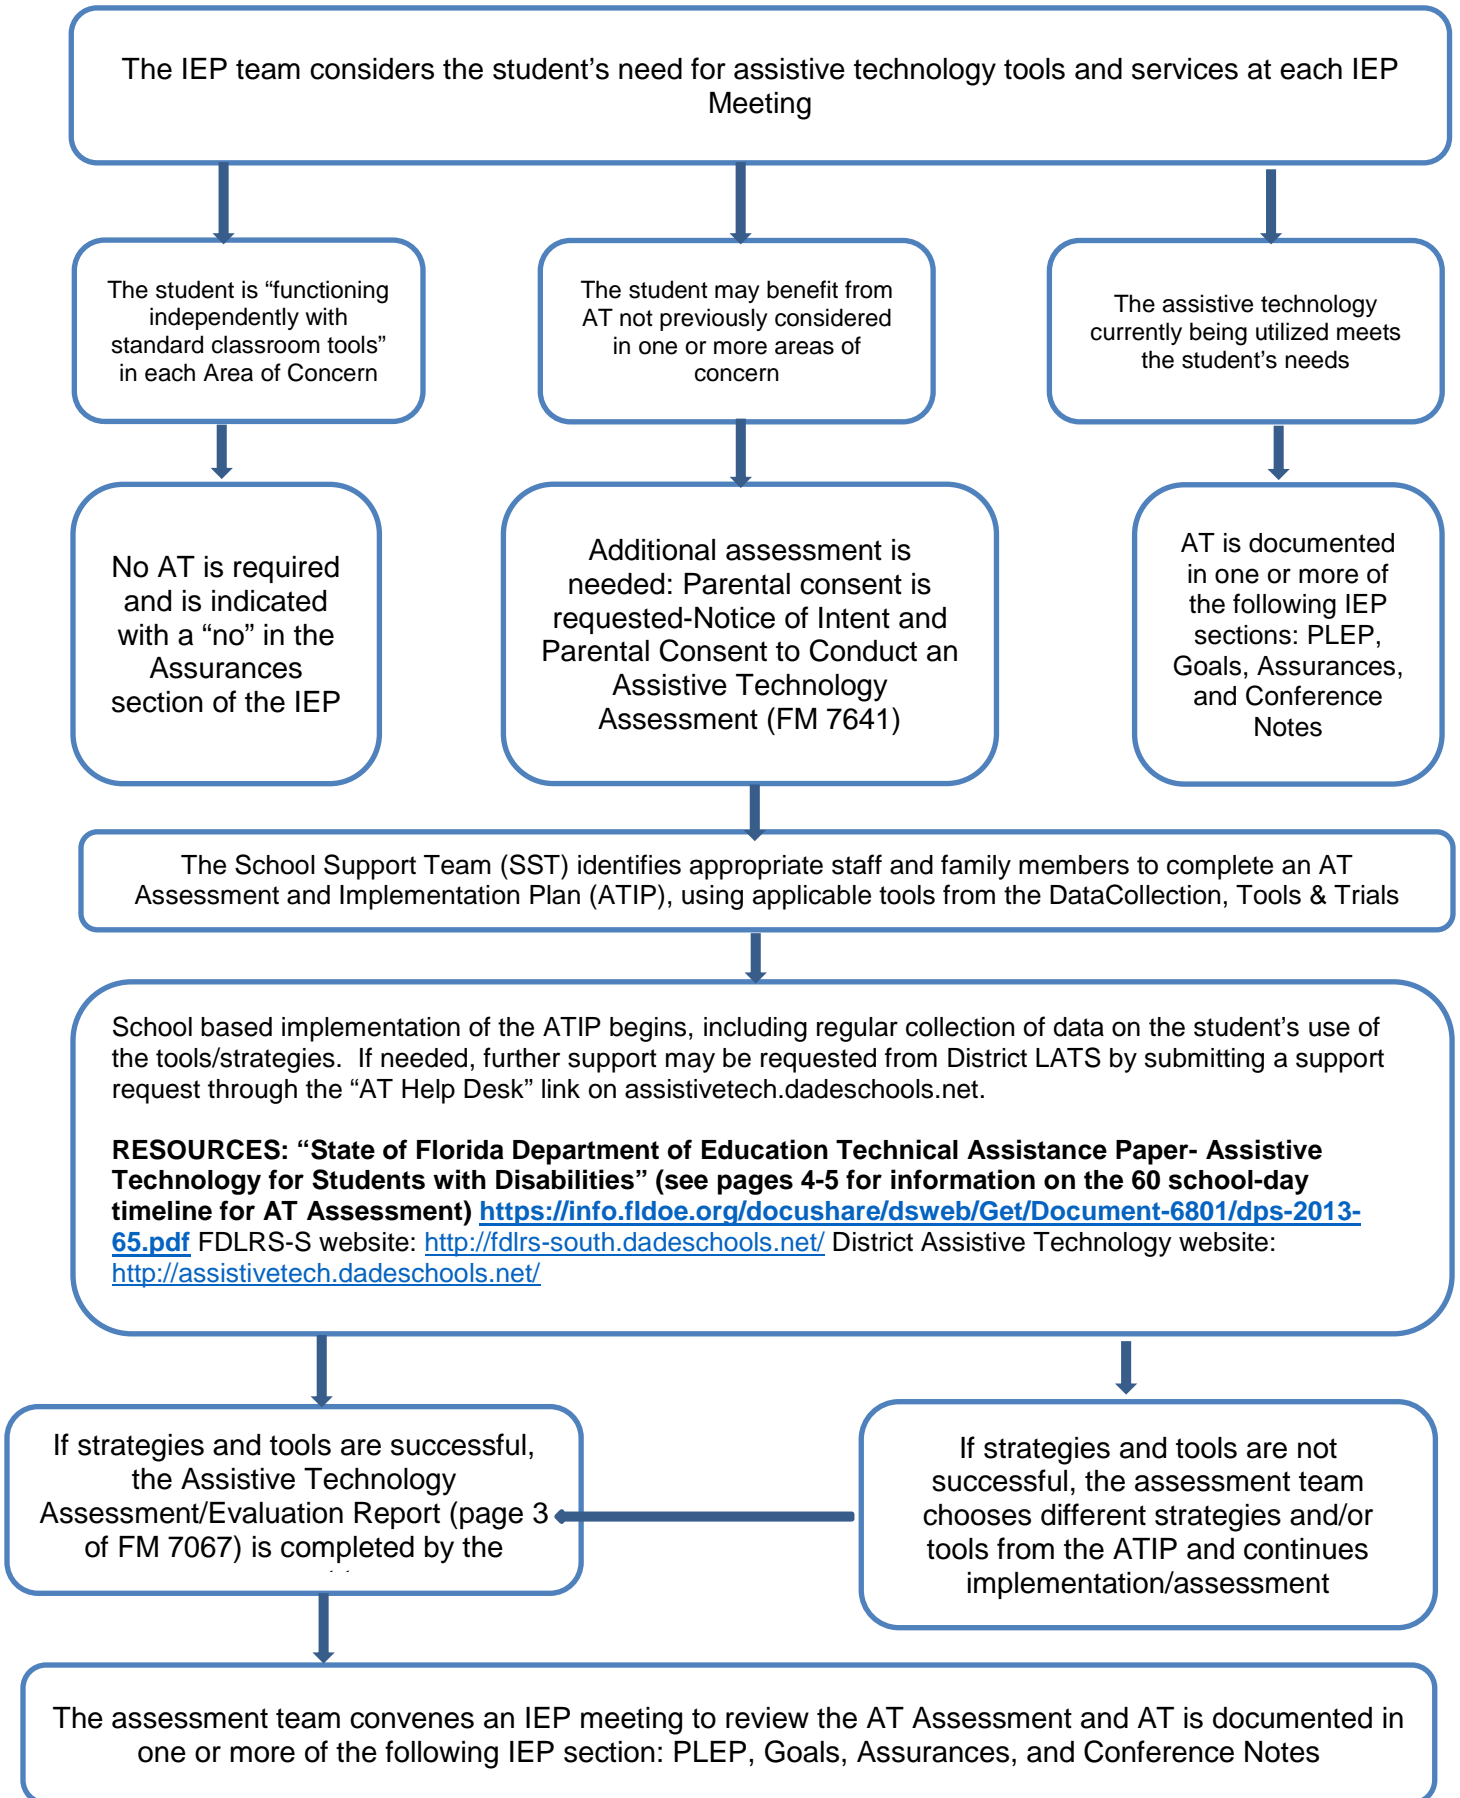 The IEP team considers the student’s need for assistive technology tools and services at each IEP
Meeting
The student is “functioning
independently with
standard classroom tools”
in each Area of Concern
The student may benefit from
AT not previously considered
in one or more areas of
concern
The assistive technology
currently being utilized meets
the student’s needs
No AT is required
and is indicated
with a “no” in the
Assurances
section of the IEP
Additional assessment is
needed: Parental consent is
requested-Notice of Intent and
Parental Consent to Conduct an
Assistive Technology
Assessment (FM 7641)
AT is documented
in one or more of
the following IEP
sections: PLEP,
Goals, Assurances,
and Conference
Notes
The School Support Team (SST) identifies appropriate staff and family members to complete an AT
Assessment and Implementation Plan (ATIP), using applicable tools from the DataCollection, Tools & Trials
School based implementation of the ATIP begins, including regular collection of data on the student’s use of
the tools/strategies.  If needed, further support may be requested from District LATS by submitting a support
request through the “AT Help Desk” link on assistivetech.dadeschools.net.
RESOURCES: “State of Florida Department of Education Technical Assistance Paper- Assistive
Technology for Students with Disabilities” (see pages 4-5 for information on the 60 school-day
timeline for AT Assessment) https://info.fldoe.org/docushare/dsweb/Get/Document-6801/dps-2013-
65.pdf FDLRS-S website: http://fdlrs-south.dadeschools.net/ District Assistive Technology website:
http://assistivetech.dadeschools.net/
If strategies and tools are successful,
the Assistive Technology
Assessment/Evaluation Report (page 3
of FM 7067) is completed by the
If strategies and tools are not
successful, the assessment team
chooses different strategies and/or
tools from the ATIP and continues
implementation/assessment
The assessment team convenes an IEP meeting to review the AT Assessment and AT is documented in
one or more of the following IEP section: PLEP, Goals, Assurances, and Conference Notes